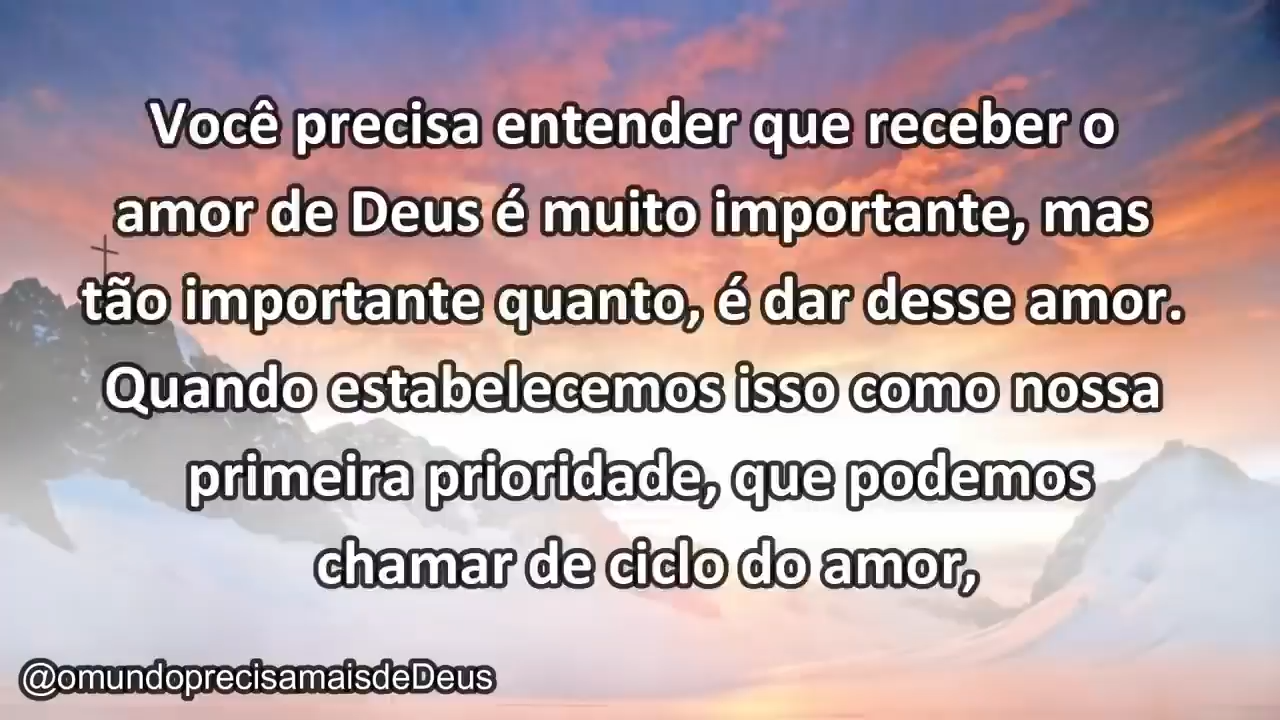 Você precisa entender que receber o
amor de Deus é muito importante, mas
tão importante quanto, é dar desse amor.
Quando estabelecemos isso como nossa
primeira prioridade, que podemos
chamar de ciclo do amor,
@omundoprecisamaisdeDeus